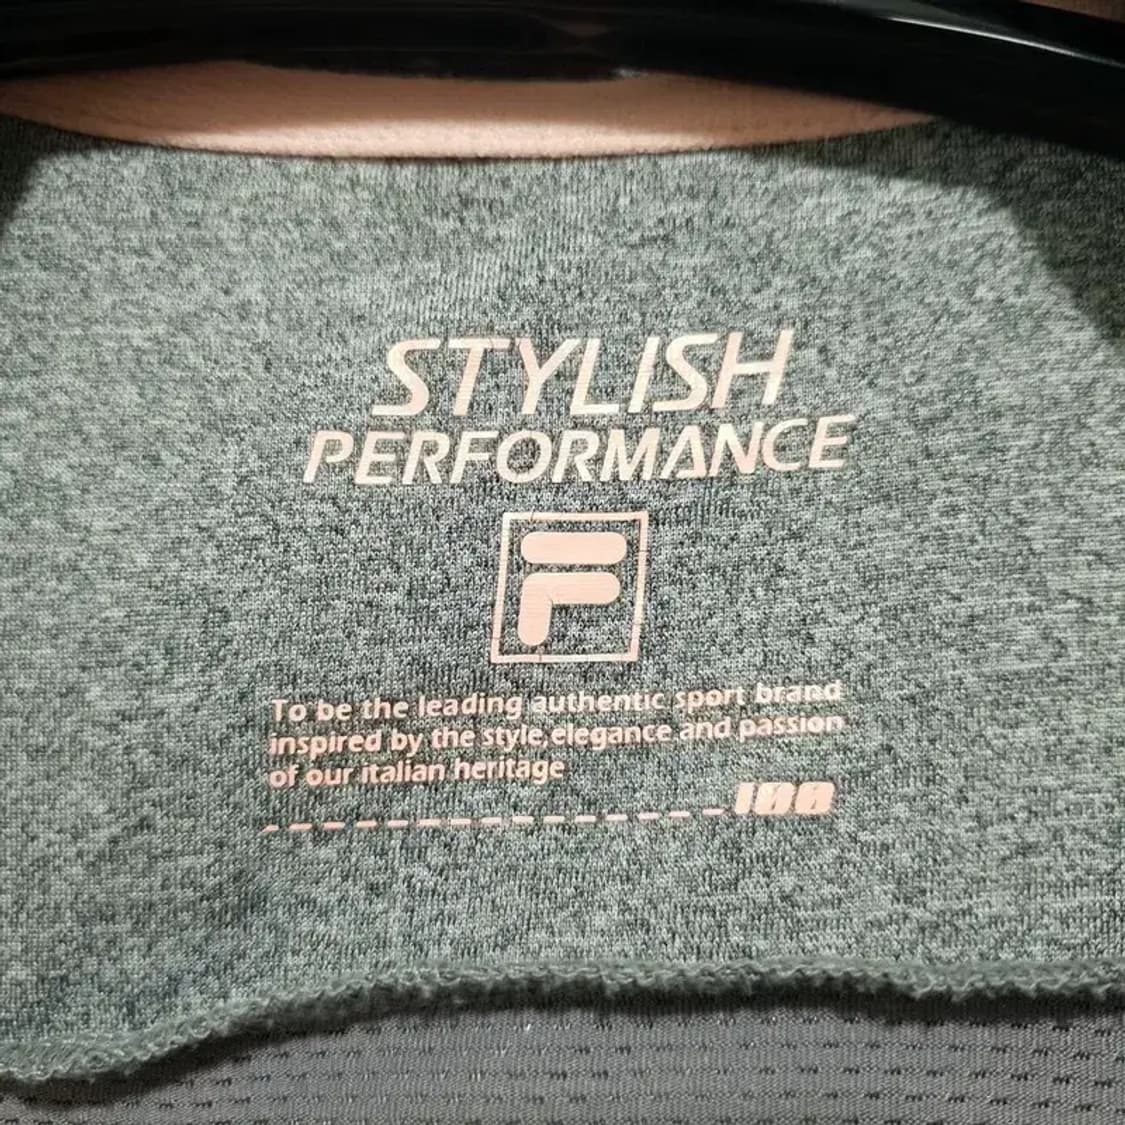 STYLISH
PERFORMANCE
F
To be the leading authentic sport brand
inspired by the style,elegance and passion
of our italian heritage
100